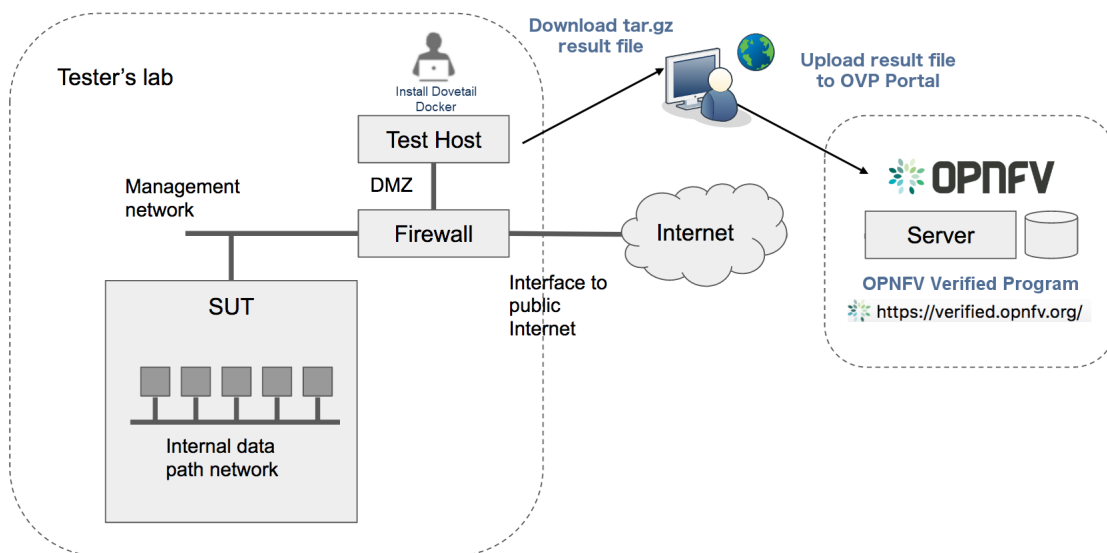 Download tar.gz
result file
Tester's lab
Install Dovetail
Docker
Upload result file
to OVP Portal
Test Host
Management
network
DMZ
Firewall
Internet
OPNFV
Server
Interface to
public
Internet
OPNFV Verified Program
https://verified.opnfv.org/
SUT
Internal data
path network